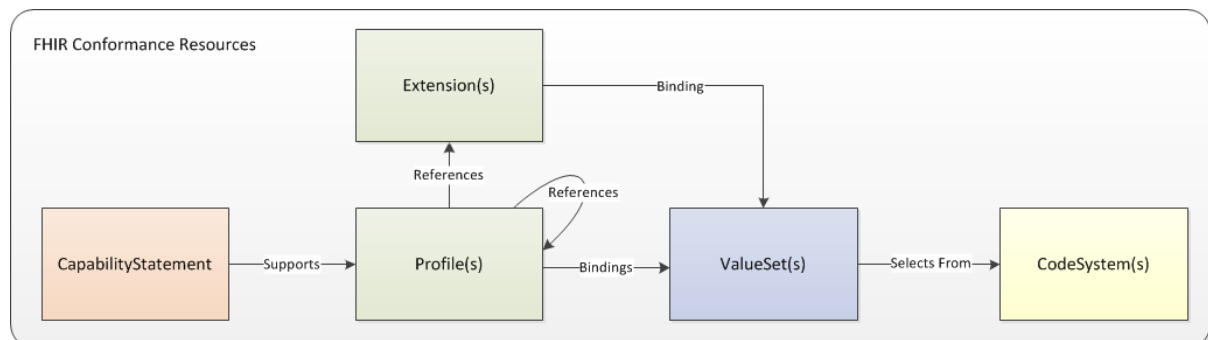 FHIR Conformance Resources
Extension(s)
Binding
References
References
CapabilityStatement
Supports
Profile(s)
Bindings
ValueSet(s)
Selects From
CodeSystem(s)